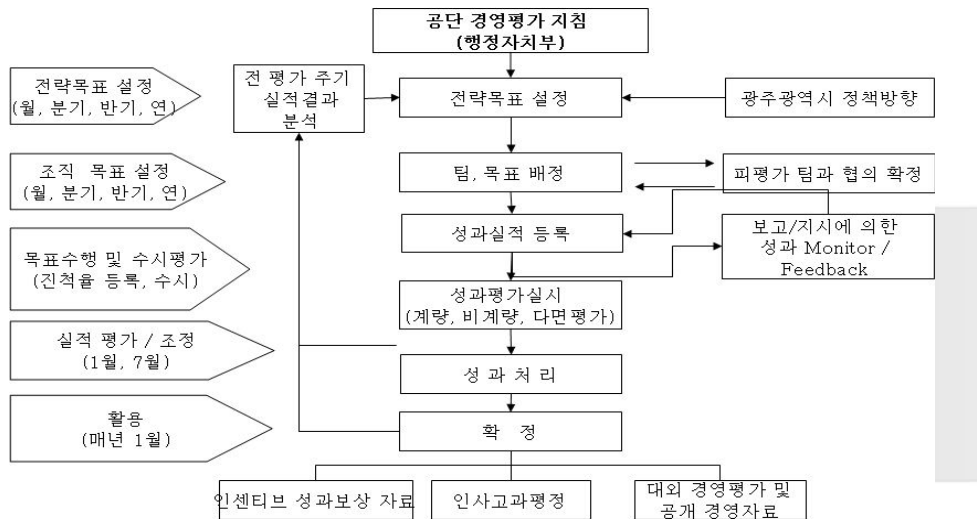 공단 경영평가 지침
(행정자치부)
전략목표 설정
(월, 분기, 반기, 연)
전 평가 주기
실적결과
분석
전략목표 설정
광주광역시 정책방향
조직 목표 설정
(월, 분기, 반기, 연)
팀, 목표 배정
피평가 팀과 협의 확정
성과실적 등록
보고/지시에 의한
성과 Monitor /
Feedback
목표수행 및 수시평가
(진척율 등록, 수시)
성과평가실시
(계량, 비계량, 다면평가)
실적 평가 / 조정
(1월, 7월)
성 과 처 리
활용
(매년 1월)
확 정
인센티브 성과보상 자료
인사고과평정
대외 경영평가 및
공개 경영자료